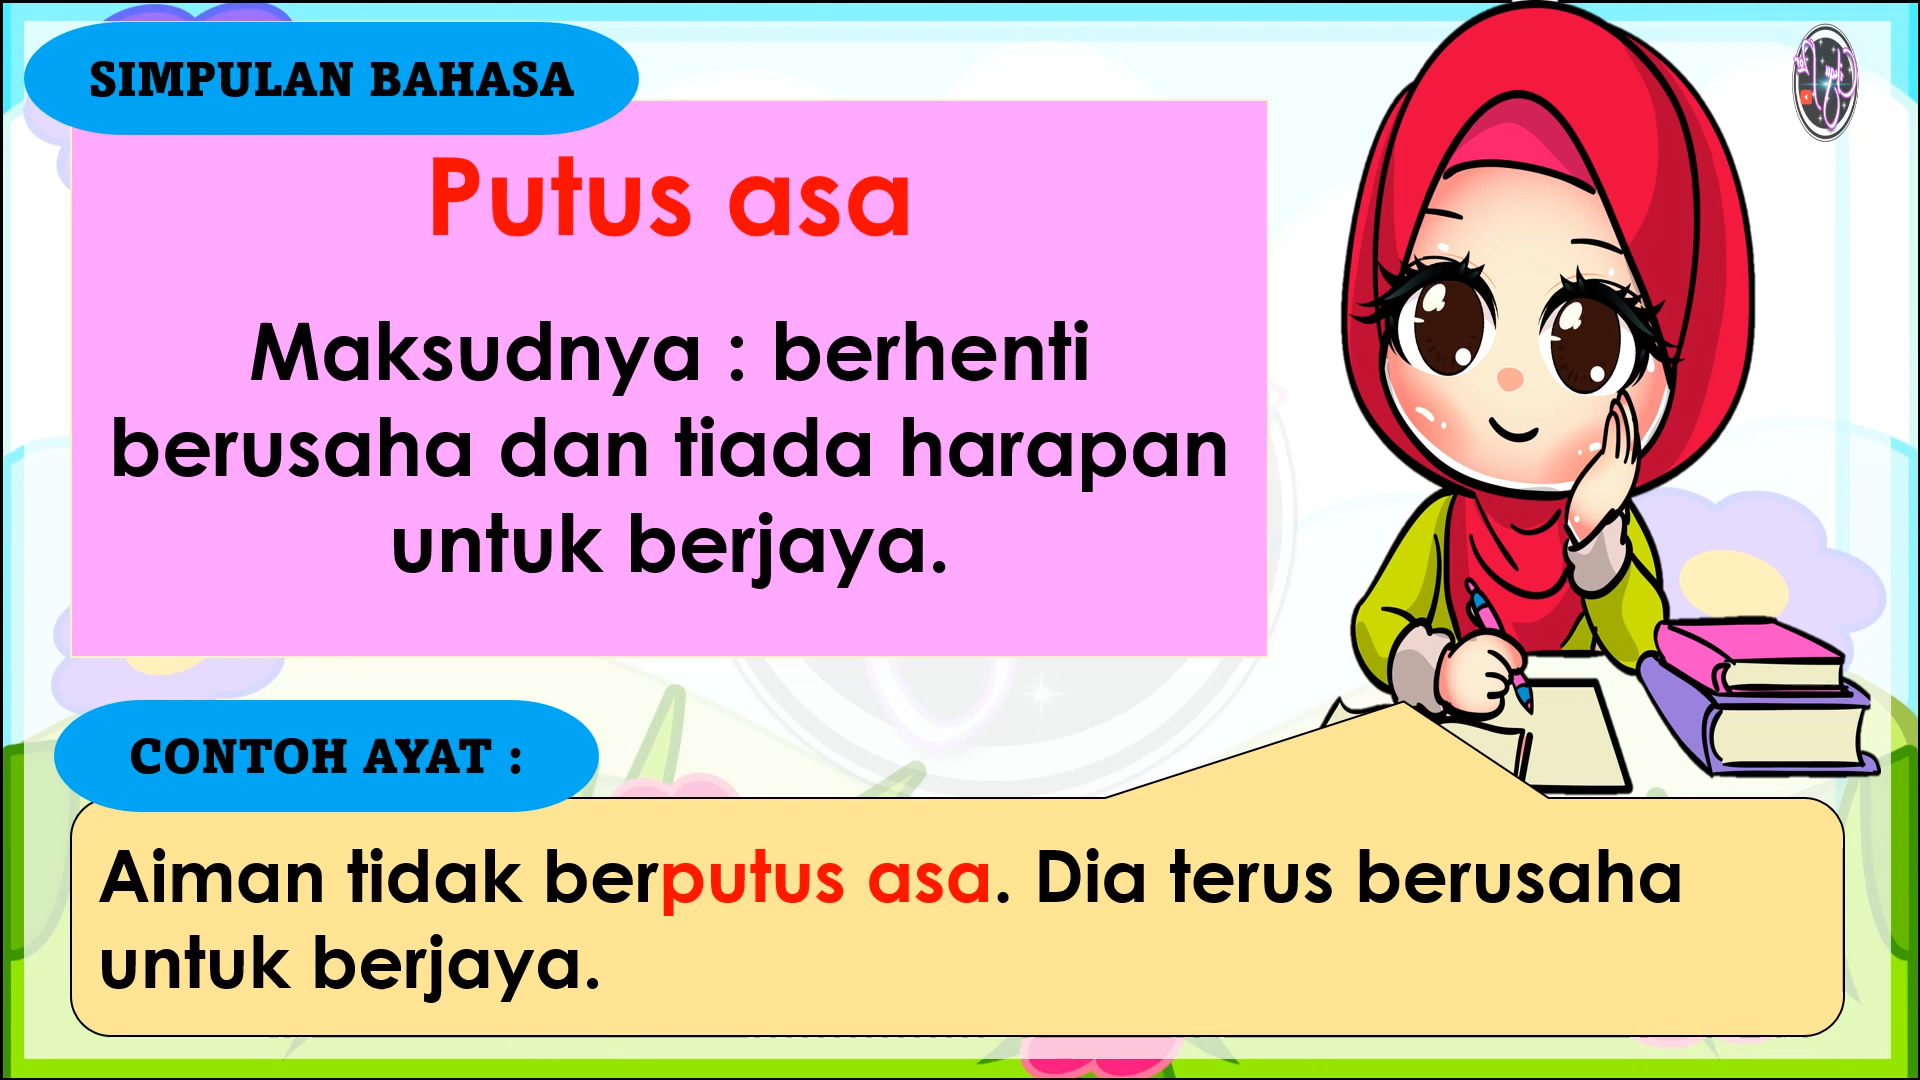 SIMPULAN BAHASA
Putus asa
Maksudnya : berhenti
berusaha dan tiada harapan
untuk berjaya.
CONTOH AYAT :
Aiman tidak berputus asa. Dia terus berusaha
untuk berjaya.